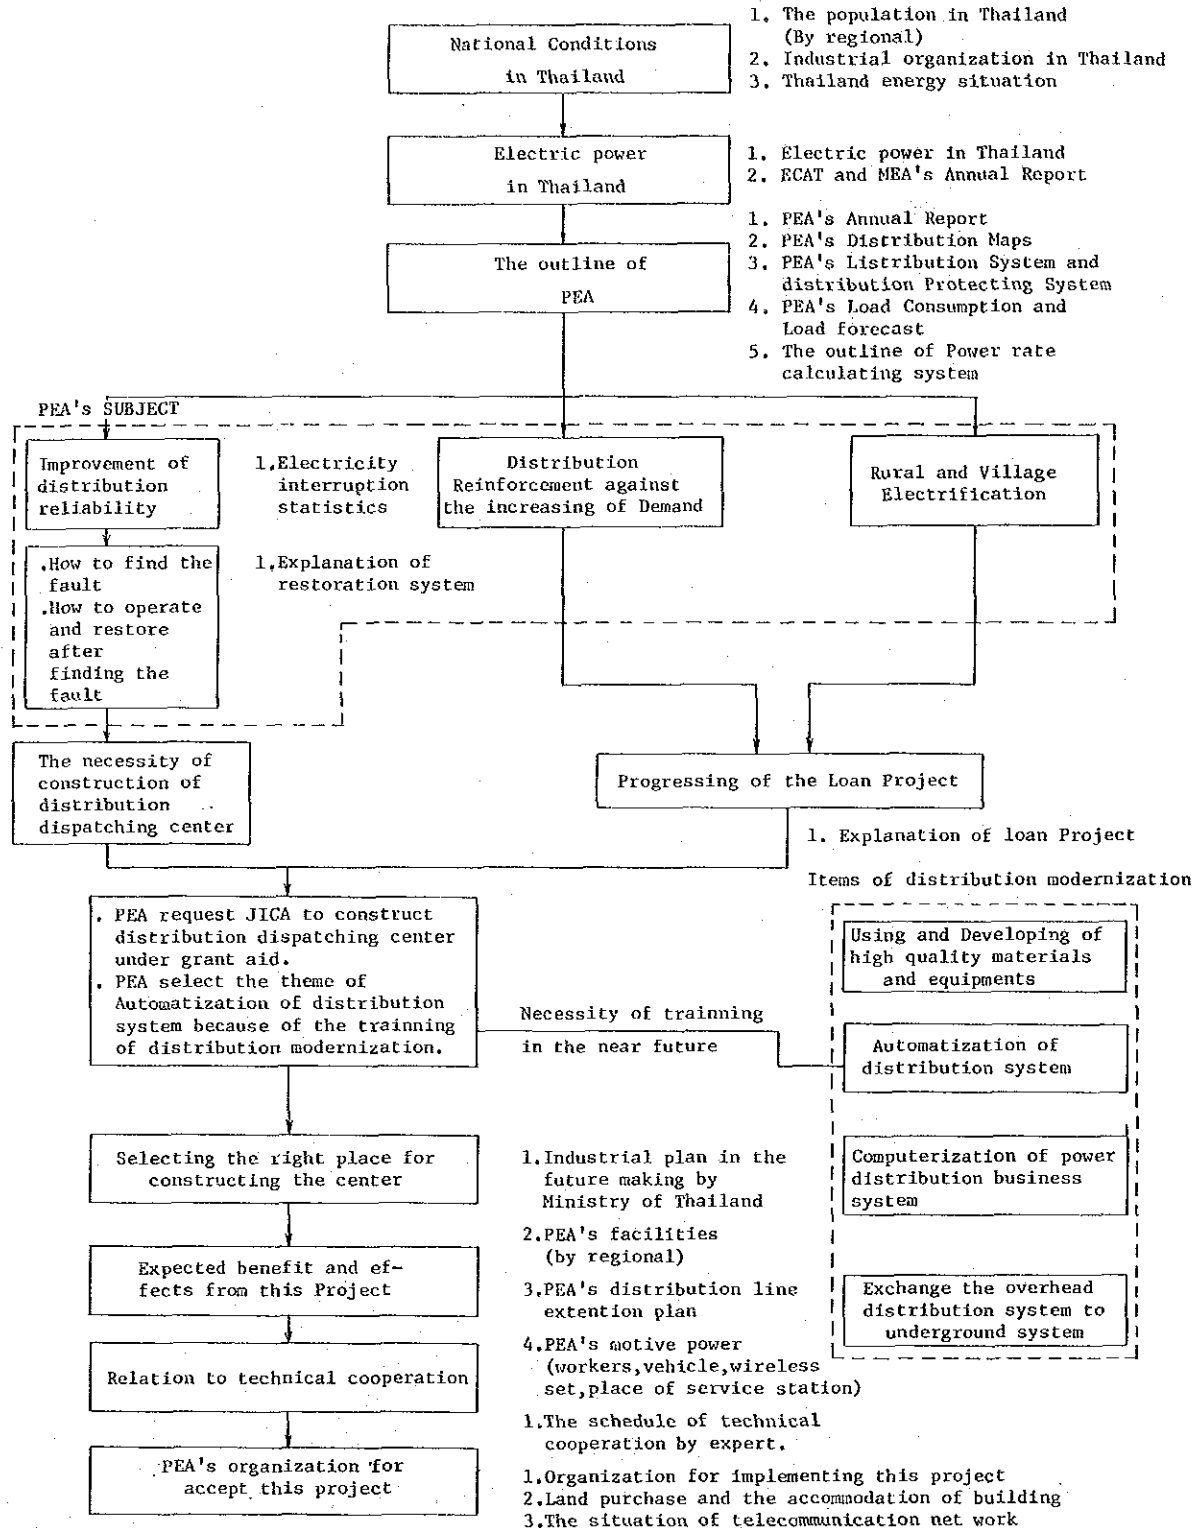 National Conditions
in Thailand
1. The population in Thailand
(By regional)
2. Industrial organization in Thailand
3. Thailand energy situation
Electric power
in Thailand
1. Electric power in Thailand
2. ECAT and MEA's Annual Report
The outline of
PEA
1. PEA's Annual Report
2. PEA's Distribution Maps
3. PEA's Listribution System and
distribution Protecting System
4. PEA's Load Consumption and
Load forecast
5. The outline of Power rate
calculating system
PEA's SUBJECT
Improvement of
distribution
reliability
1.Electricity
interruption
statistics
Distribution
Reinforcement against
the increasing of Demand
Rural and Village
Electrification
.How to find the
fault
.How to operate
and restore
after
finding the
fault
1.Explanation of
restoration system
The necessity of
construction of
distribution
dispatching center
Progressing of the Loan Project
1. Explanation of loan Project
Items of distribution modernization
. PEA request JICA to construct
distribution dispatching center
under grant aid.
. PEA select the theme of
Automatization of distribution
system because of the trainning
of distribution modernization.
Necessity of trainning
in the near future
Using and Developing of
high quality materials
and equipments
Automatization of
distribution system
Computerization of power
distribution business
system
Exchange the overhead
distribution system to
underground system
Selecting the right place for
constructing the center
1.Industrial plan in the
future making by
Ministry of Thailand
2.PEA's facilities
(by regional)
3.PEA's distribution line
extention plan
4.PEA's motive power
(workers,vehicle,wireless
set,place of service station)
Expected benefit and ef-
fects from this Project
Relation to technical cooperation
1.The schedule of technical
cooperation by expert.
PEA's organization for
accept this project
1.Organization for implementing this project
2.Land purchase and the accommodation of building
3.The situation of telecommunication net work